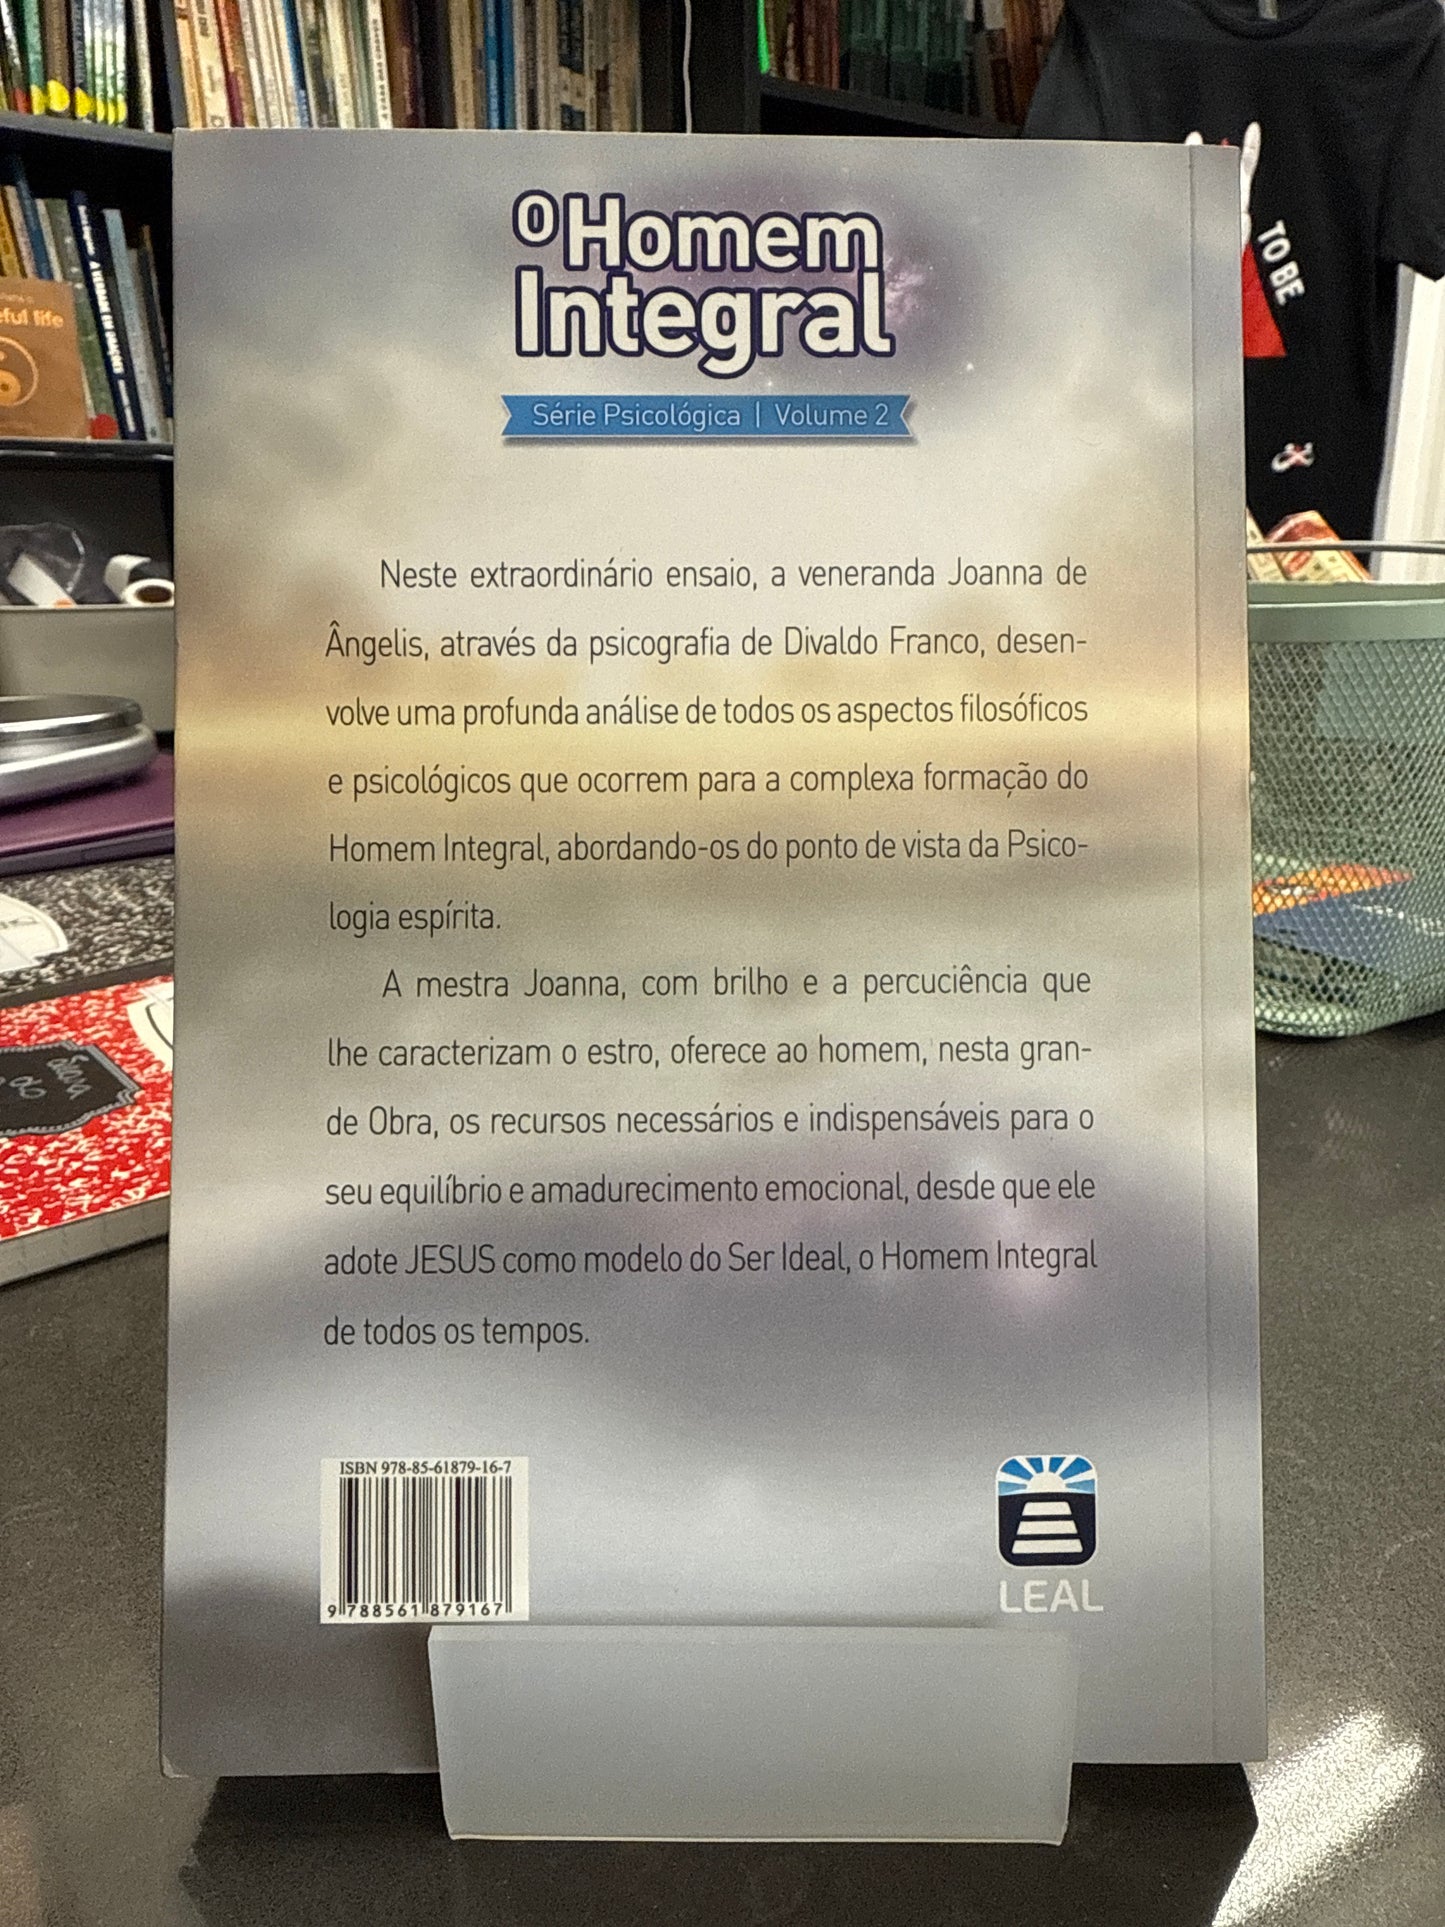 O Homem
Integral
Série Psicológica | Volume 2
Neste extraordinário ensaio, a veneranda Joanna de
Ângelis, através da psicografia de Divaldo Franco, desen-
volve uma profunda análise de todos os aspectos filosóficos
e psicológicos que ocorrem para a complexa formação do
Homem Integral, abordando-os do ponto de vista da Psico-
logia espírita.
A mestra Joanna, com brilho e a percuciência que
lhe caracterizam o estro, oferece ao homem, nesta gran-
de Obra, os recursos necessários e indispensáveis para o
seu equilíbrio e amadurecimento emocional, desde que ele
adote JESUS como modelo do Ser Ideal, o Homem Integral
de todos os tempos.
ISBN 978-85-61879-16-7
9 788561 879167
LEAL
TO BE
life